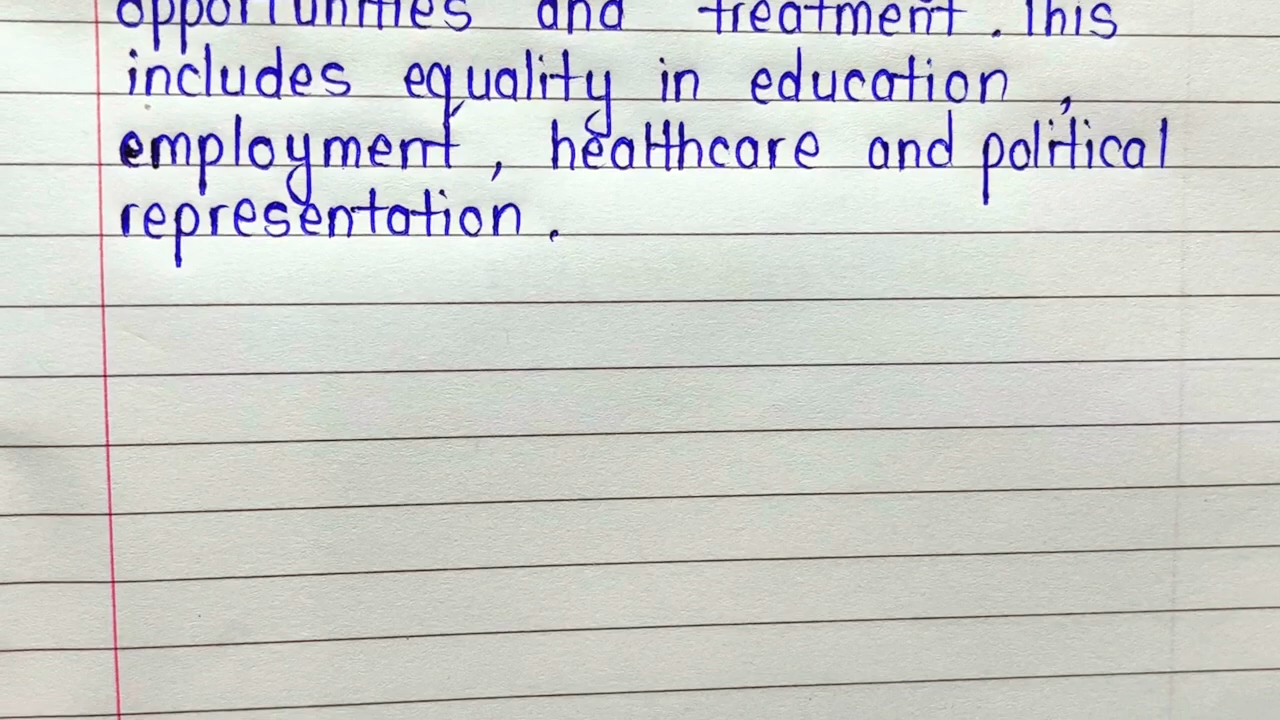 opportunities and treatment. This
includes equality in education,
employment, healthcare and political
representation.